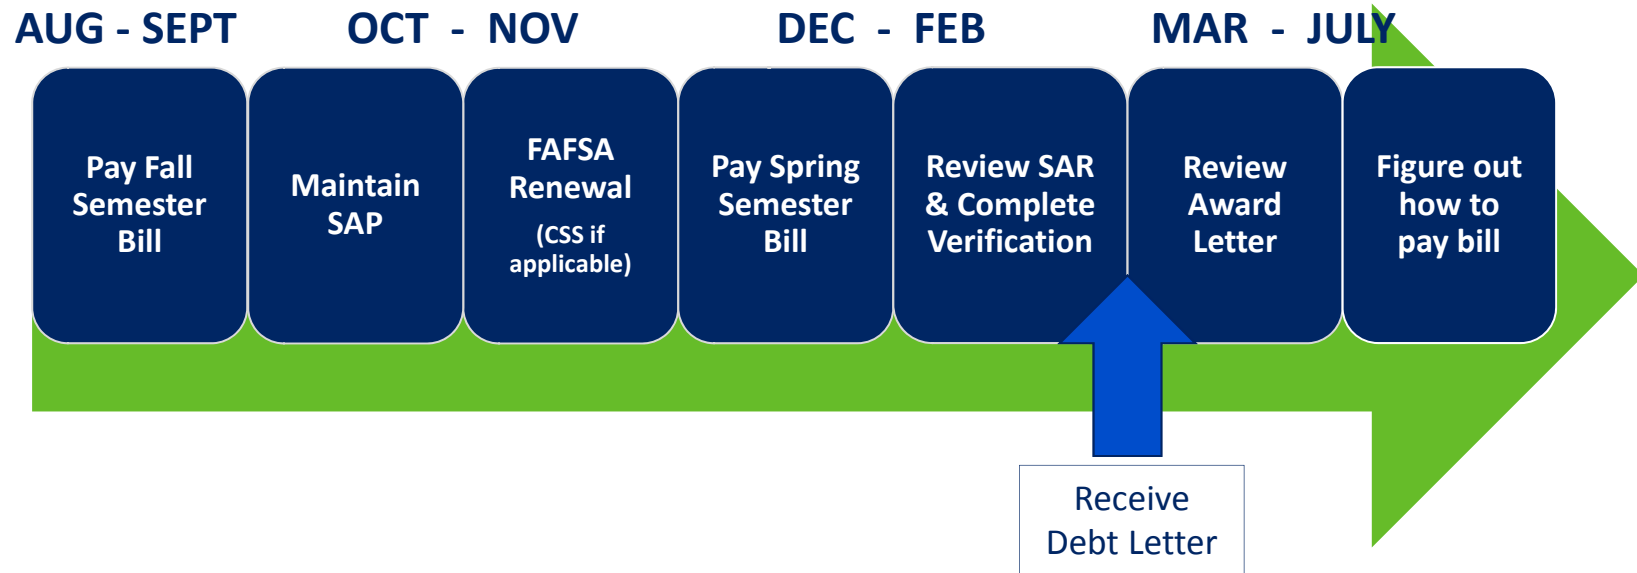 AUG - SEPT
OCT - NOV
DEC - FEB
MAR - JULY
Pay Fall
Semester
Bill
Maintain
SAP
FAFSA
Renewal
(CSS if
applicable)
Pay Spring
Semester
Bill
Review SAR
& Complete
Verification
Review
Award
Letter
Figure out
how to
pay bill
Receive
Debt Letter